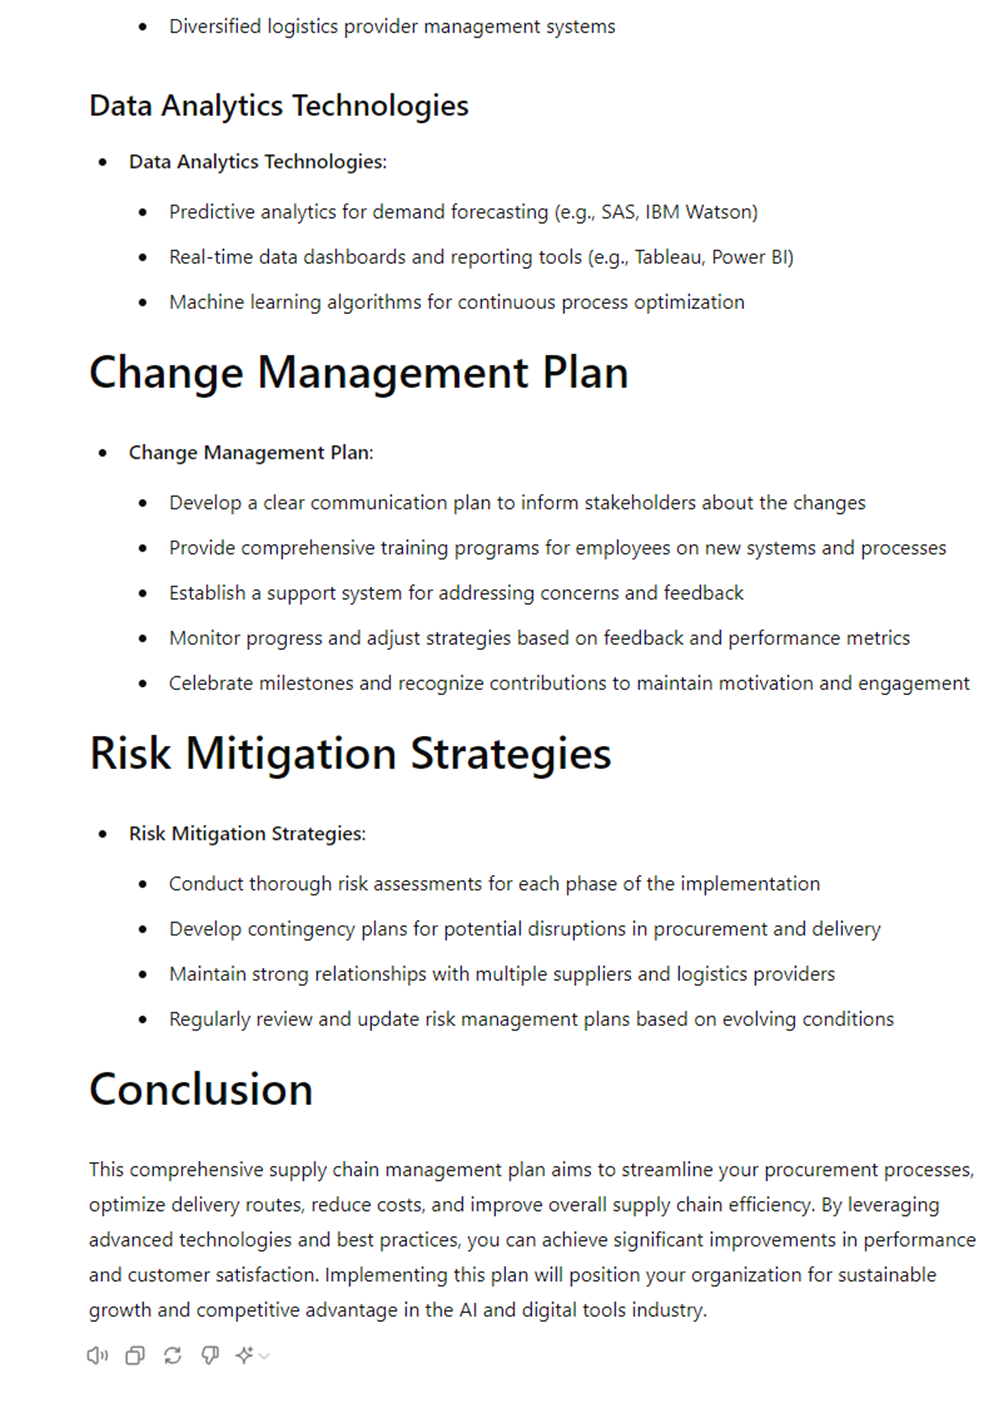 Diversified logistics provider management systems
Data Analytics Technologies
Data Analytics Technologies:
Predictive analytics for demand forecasting (e.g., SAS, IBM Watson)
Real-time data dashboards and reporting tools (e.g., Tableau, Power BI)
Machine learning algorithms for continuous process optimization
Change Management Plan
Change Management Plan:
Develop a clear communication plan to inform stakeholders about the changes
Provide comprehensive training programs for employees on new systems and processes
Establish a support system for addressing concerns and feedback
Monitor progress and adjust strategies based on feedback and performance metrics
Celebrate milestones and recognize contributions to maintain motivation and engagement
Risk Mitigation Strategies
Risk Mitigation Strategies:
Conduct thorough risk assessments for each phase of the implementation
Develop contingency plans for potential disruptions in procurement and delivery
Maintain strong relationships with multiple suppliers and logistics providers
Regularly review and update risk management plans based on evolving conditions
Conclusion
This comprehensive supply chain management plan aims to streamline your procurement processes,
optimize delivery routes, reduce costs, and improve overall supply chain efficiency. By leveraging
advanced technologies and best practices, you can achieve significant improvements in performance
and customer satisfaction. Implementing this plan will position your organization for sustainable
growth and competitive advantage in the AI and digital tools industry.